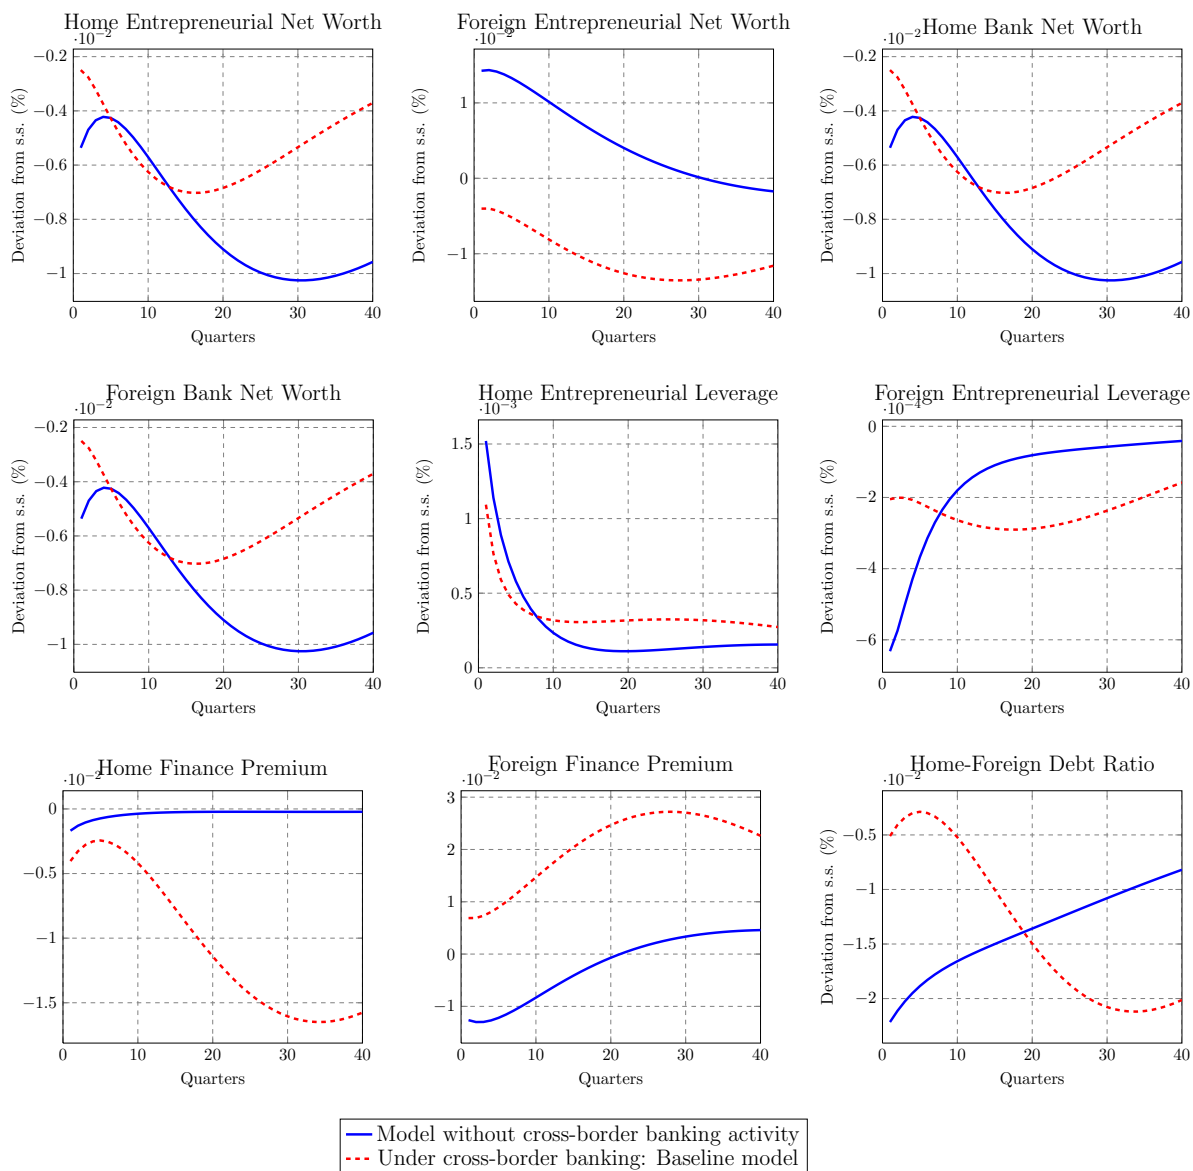 Home Entrepreneurial Net Worth
·10⁻²
−0.2
−0.4
−0.6
−0.8
−1
Deviation from s.s. (%)
0 10 20 30 40
Quarters
Foreign Entrepreneurial Net Worth
·10⁻²
1
0
−1
Deviation from s.s. (%)
0 10 20 30 40
Quarters
Home Bank Net Worth
·10⁻²
−0.2
−0.4
−0.6
−0.8
−1
Deviation from s.s. (%)
0 10 20 30 40
Quarters
Foreign Bank Net Worth
·10⁻²
−0.2
−0.4
−0.6
−0.8
−1
Deviation from s.s. (%)
0 10 20 30 40
Quarters
Home Entrepreneurial Leverage
·10⁻³
1.5
1
0.5
0
Deviation from s.s. (%)
0 10 20 30 40
Quarters
Foreign Entrepreneurial Leverage
·10⁻⁴
0
−2
−4
−6
Deviation from s.s. (%)
0 10 20 30 40
Quarters
Home Finance Premium
·10⁻²
0
−0.5
−1
−1.5
0 10 20 30 40
Quarters
Foreign Finance Premium
·10⁻²
3
2
1
0
−1
0 10 20 30 40
Quarters
Home-Foreign Debt Ratio
·10⁻²
−0.5
−1
−1.5
−2
Deviation from s.s. (%)
0 10 20 30 40
Quarters
Model without cross-border banking activity
Under cross-border banking: Baseline model